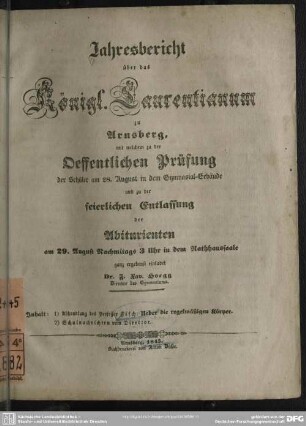 Jahresbericht
über das
Königl. Laurentianum
zu
Arnsberg,
mit welchem zu der
Oeffentlichen Prüfung
der Schüler am 28. August in dem Gymnasial-Gebäude
und zu der
feierlichen Entlassung
der
Abiturienten
am 29. August Nachmittags 3 Uhr in dem Rathhaussaale
ganz ergebenst einladet
Dr. F. Xav. Hoegg
Director des Gymnasiums.
Inhalt: 1) Abhandlung des Professor Fisch: Ueber die regelmäßigen Körper.
2) Schulnachrichten vom Director.
Arnsberg, 1842.